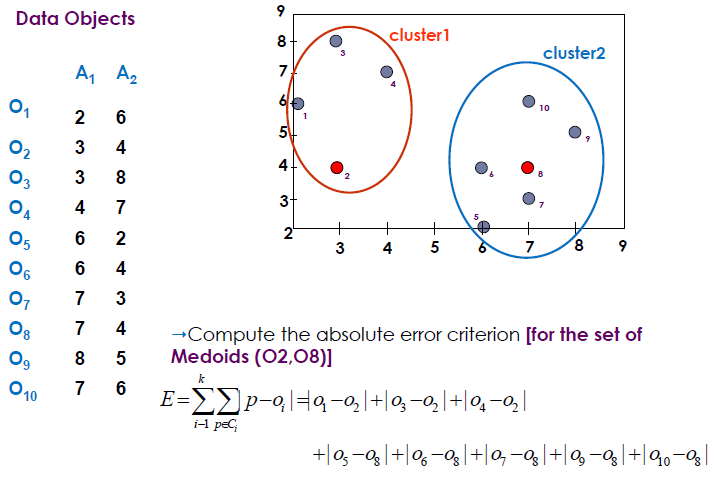 Data Objects
A1 A2
O1 2 6
O2 3 4
O3 3 8
O4 4 7
O5 6 2
O6 6 4
O7 7 3
O8 7 4
O9 8 5
O10 7 6
9
8
7
6
5
4
3
2
3 4 5 6 7 8 9
cluster1
cluster2
3
4
1
2
10
9
6
8
7
5
→Compute the absolute error criterion [for the set of
Medoids (O2,O8)]
E=∑∑|p−oi|=|o1−o2|+|o3−o2|+|o4−o2|
k
i−1 p∈Ci
+|o5−o8|+|o6−o8|+|o7−o8|+|o9−o8|+|o10−o8|